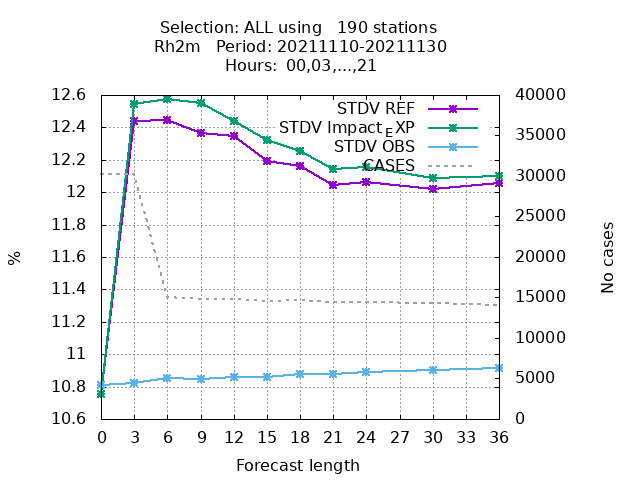 Selection: ALL using   190 stations
Rh2m   Period: 20211110-20211130
Hours:  00,03,...,21
12.6
12.4
12.2
12
11.8
11.6
11.4
11.2
11
10.8
10.6
%
STDV REF
STDV Impact_EXP
STDV OBS
CASES
40000
35000
30000
25000
20000
15000
10000
5000
0
No cases
0 3 6 9 12 15 18 21 24 27 30 33 36
Forecast length